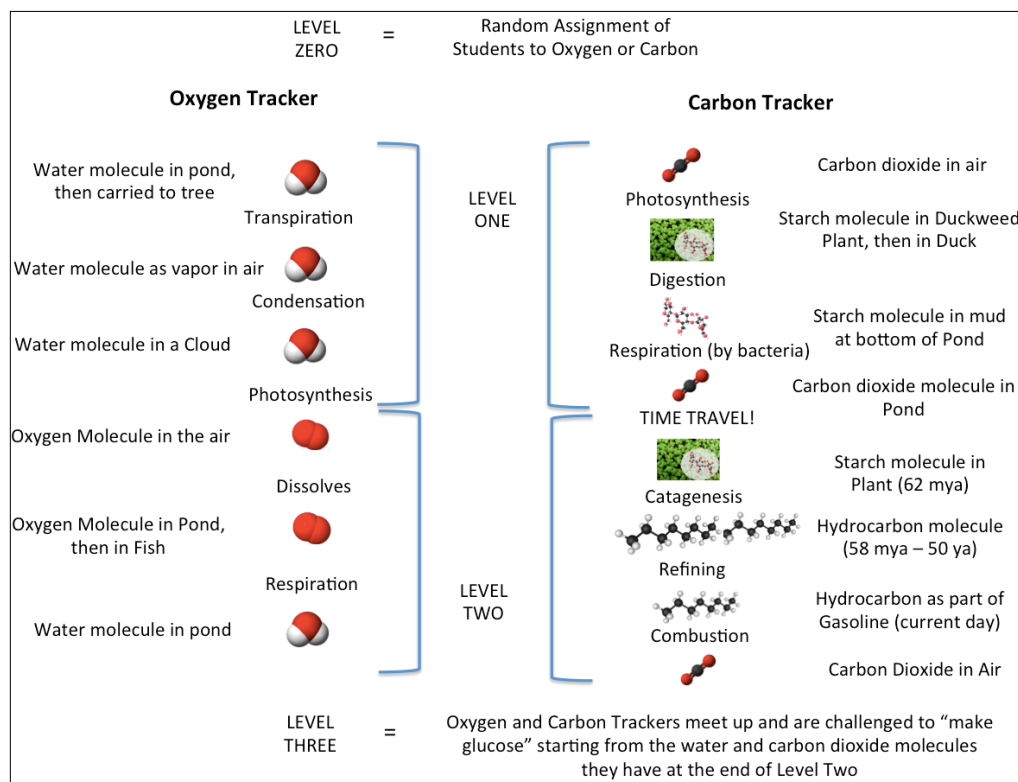 LEVEL ZERO = Random Assignment of Students to Oxygen or Carbon
Oxygen Tracker
Water molecule in pond,
then carried to tree
Transpiration
Water molecule as vapor in air
Condensation
Water molecule in a Cloud
Photosynthesis
Oxygen Molecule in the air
Dissolves
Oxygen Molecule in Pond,
then in Fish
Respiration
Water molecule in pond
LEVEL
ONE
LEVEL
TWO
Carbon Tracker
Carbon dioxide in air
Photosynthesis
Starch molecule in Duckweed
Plant, then in Duck
Digestion
Starch molecule in mud
at bottom of Pond
Respiration (by bacteria)
Carbon dioxide molecule in
Pond
TIME TRAVEL!
Starch molecule in
Plant (62 mya)
Catagenesis
Hydrocarbon molecule
(58 mya – 50 ya)
Refining
Hydrocarbon as part of
Gasoline (current day)
Combustion
Carbon Dioxide in Air
LEVEL THREE = Oxygen and Carbon Trackers meet up and are challenged to “make
glucose” starting from the water and carbon dioxide molecules
they have at the end of Level Two